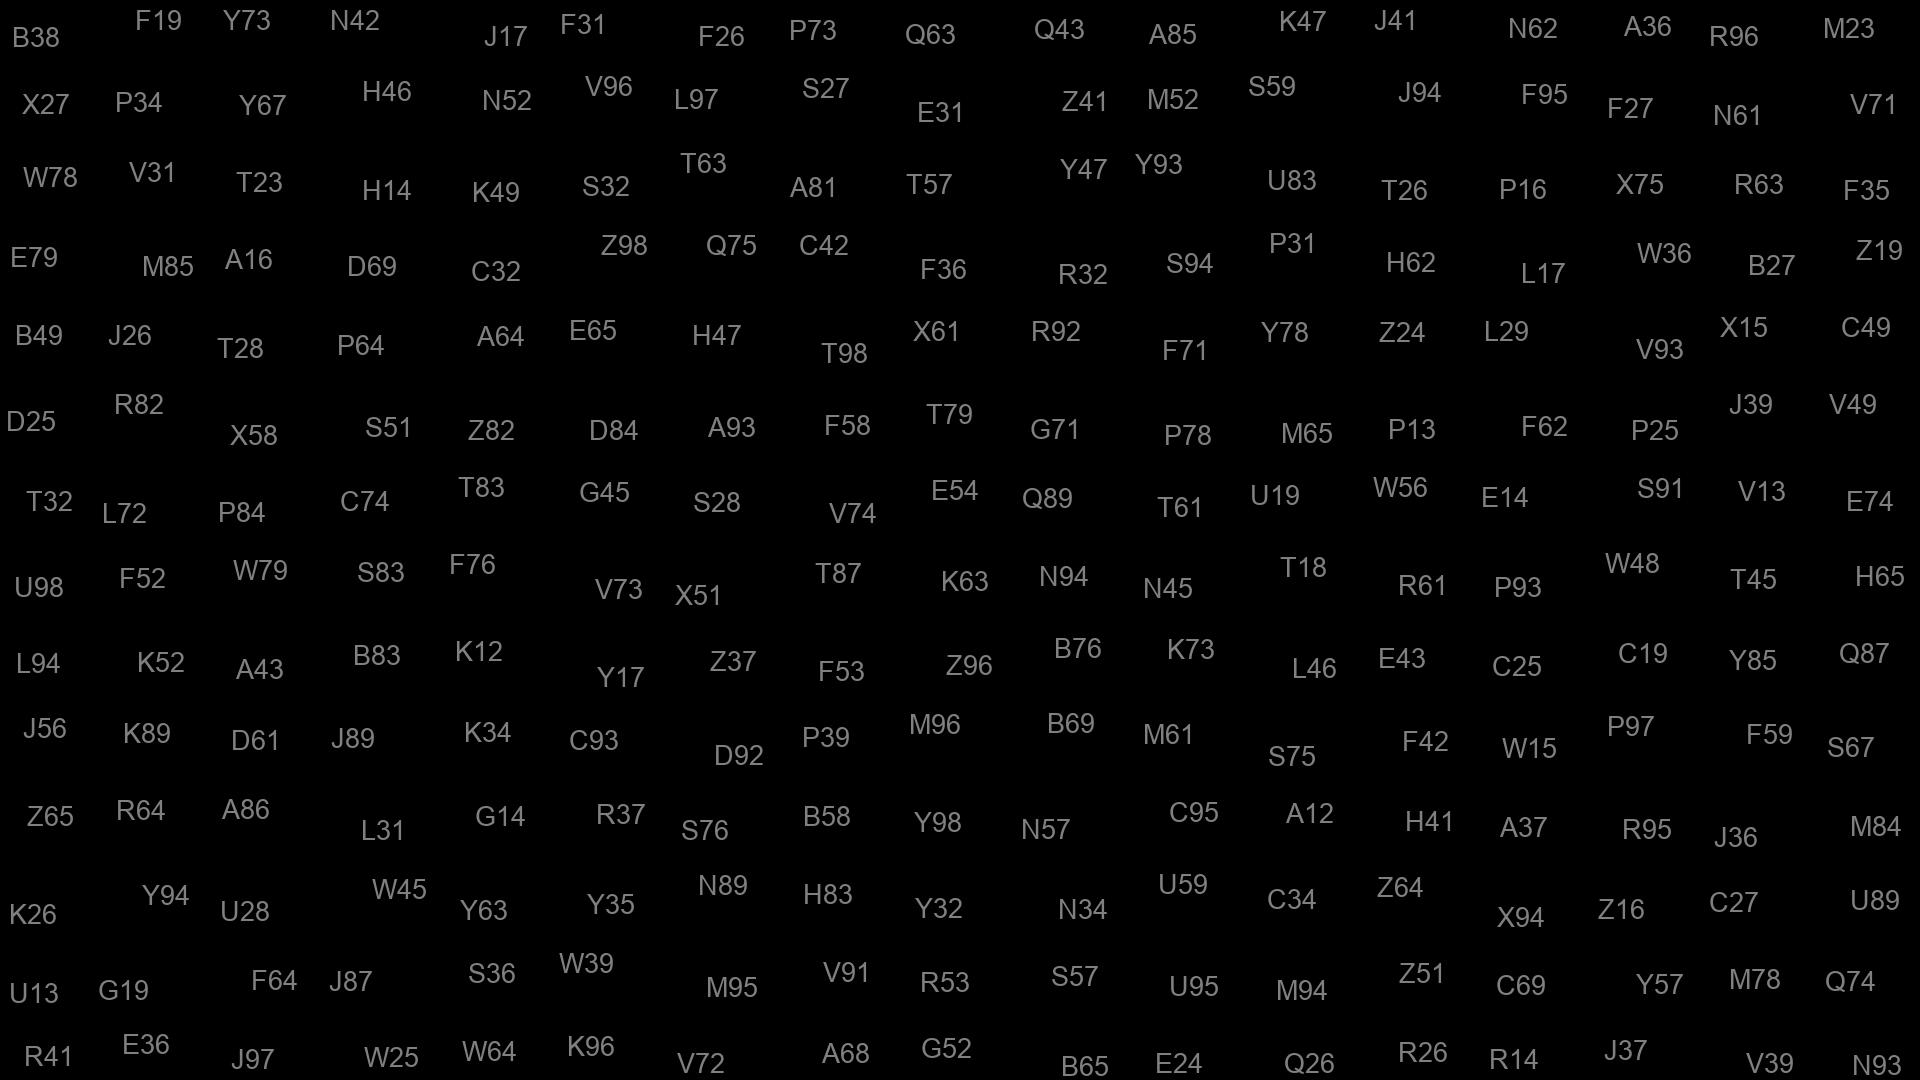 B38 F19 Y73 N42 J17 F31 F26 P73 Q63 Q43 A85 K47 J41 N62 A36 R96 M23
X27 P34 Y67 H46 N52 V96 L97 S27 E31 Z41 M52 S59 J94 F95 F27 N61 V71
W78 V31 T23 H14 K49 S32 T63 A81 T57 Y47 Y93 U83 T26 P16 X75 R63 F35
E79 M85 A16 D69 C32 Z98 Q75 C42 F36 R32 S94 P31 H62 L17 W36 B27 Z19
B49 J26 T28 P64 A64 E65 H47 T98 X61 R92 F71 Y78 Z24 L29 V93 X15 C49
D25 R82 X58 S51 Z82 D84 A93 F58 T79 G71 P78 M65 P13 F62 P25 J39 V49
T32 L72 P84 C74 T83 G45 S28 V74 E54 Q89 T61 U19 W56 E14 S91 V13 E74
U98 F52 W79 S83 F76 V73 X51 T87 K63 N94 N45 T18 R61 P93 W48 T45 H65
L94 K52 A43 B83 K12 Y17 Z37 F53 Z96 B76 K73 L46 E43 C25 C19 Y85 Q87
J56 K89 D61 J89 K34 C93 D92 P39 M96 B69 M61 S75 F42 W15 P97 F59 S67
Z65 R64 A86 L31 G14 R37 S76 B58 Y98 N57 C95 A12 H41 A37 R95 J36 M84
K26 Y94 U28 W45 Y63 Y35 N89 H83 Y32 N34 U59 C34 Z64 X94 Z16 C27 U89
U13 G19 F64 J87 S36 W39 M95 V91 R53 S57 U95 M94 Z51 C69 Y57 M78 Q74
R41 E36 J97 W25 W64 K96 V72 A68 G52 B65 E24 Q26 R26 R14 J37 V39 N93